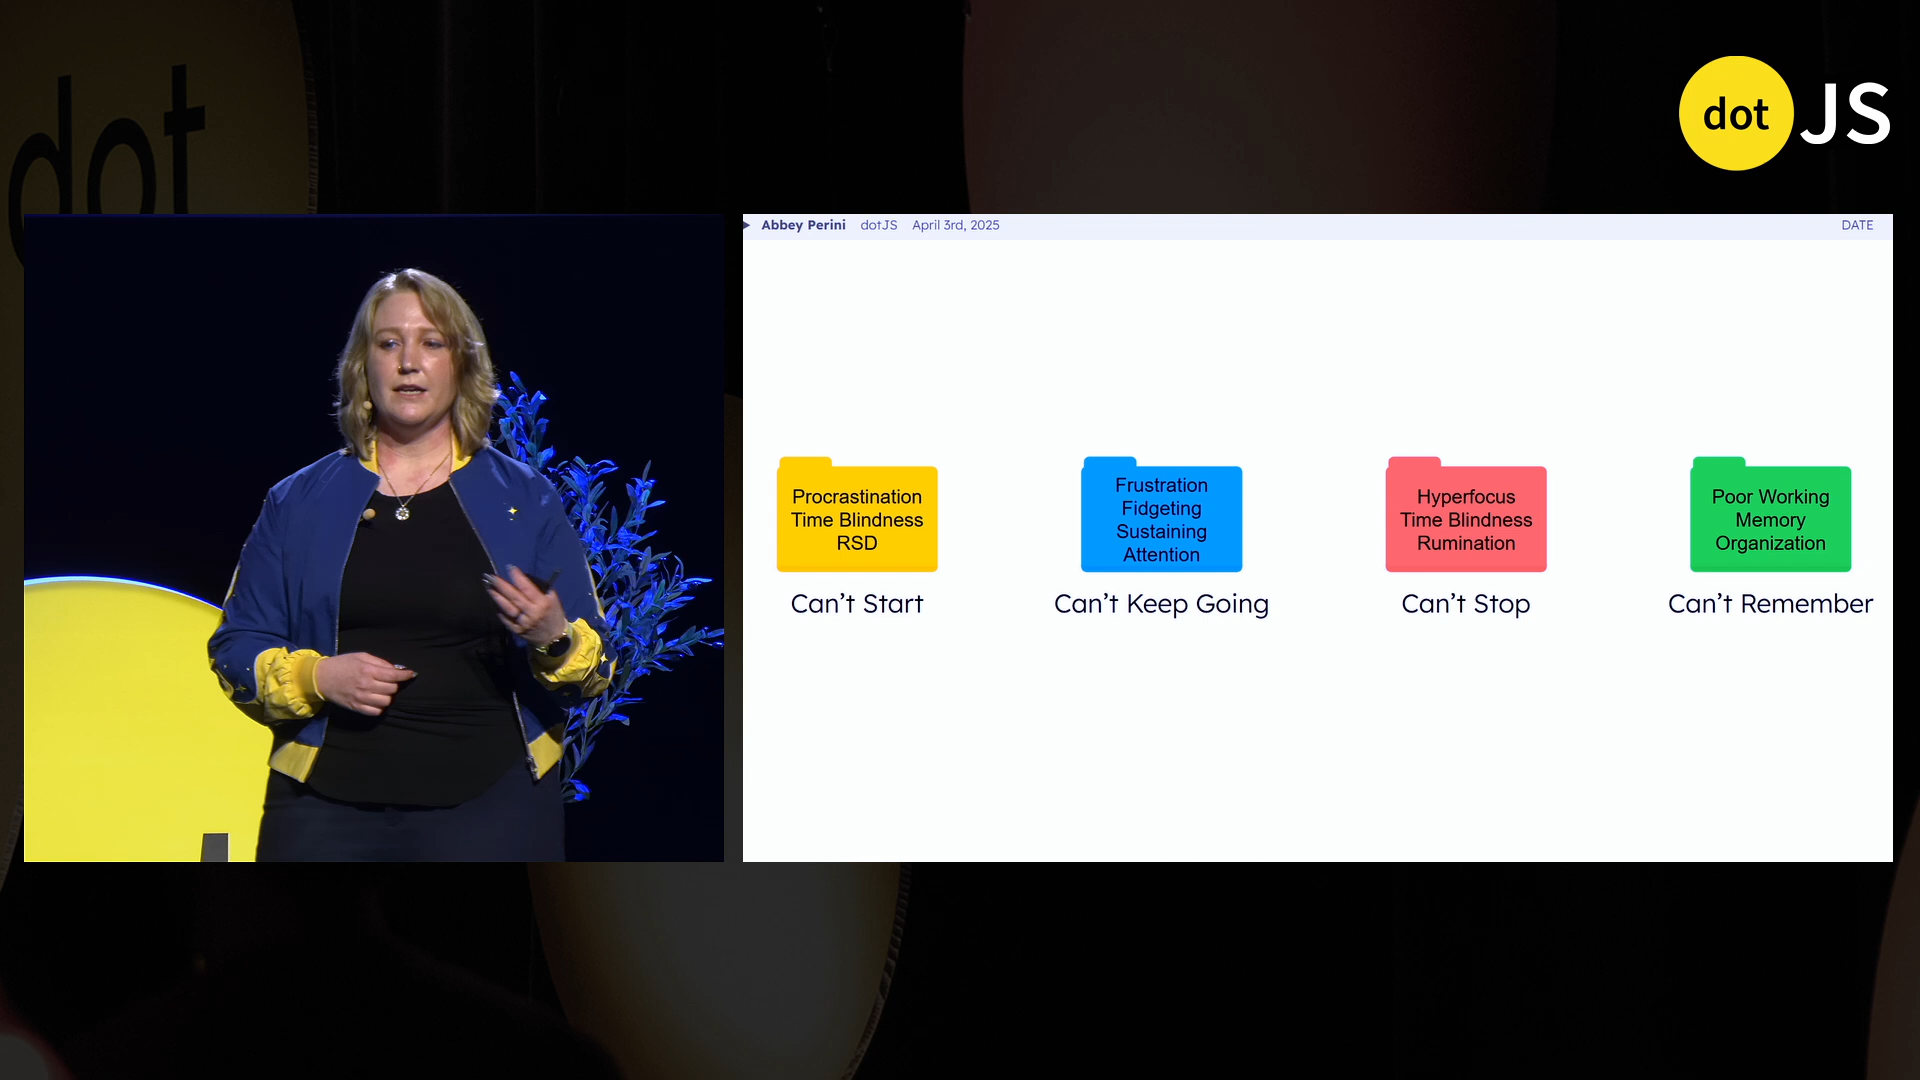 dot
dot JS
Abbey Perini dotJS April 3rd, 2025 DATE
Procrastination
Time Blindness
RSD
Can’t Start
Frustration
Fidgeting
Sustaining
Attention
Can’t Keep Going
Hyperfocus
Time Blindness
Rumination
Can’t Stop
Poor Working
Memory
Organization
Can’t Remember